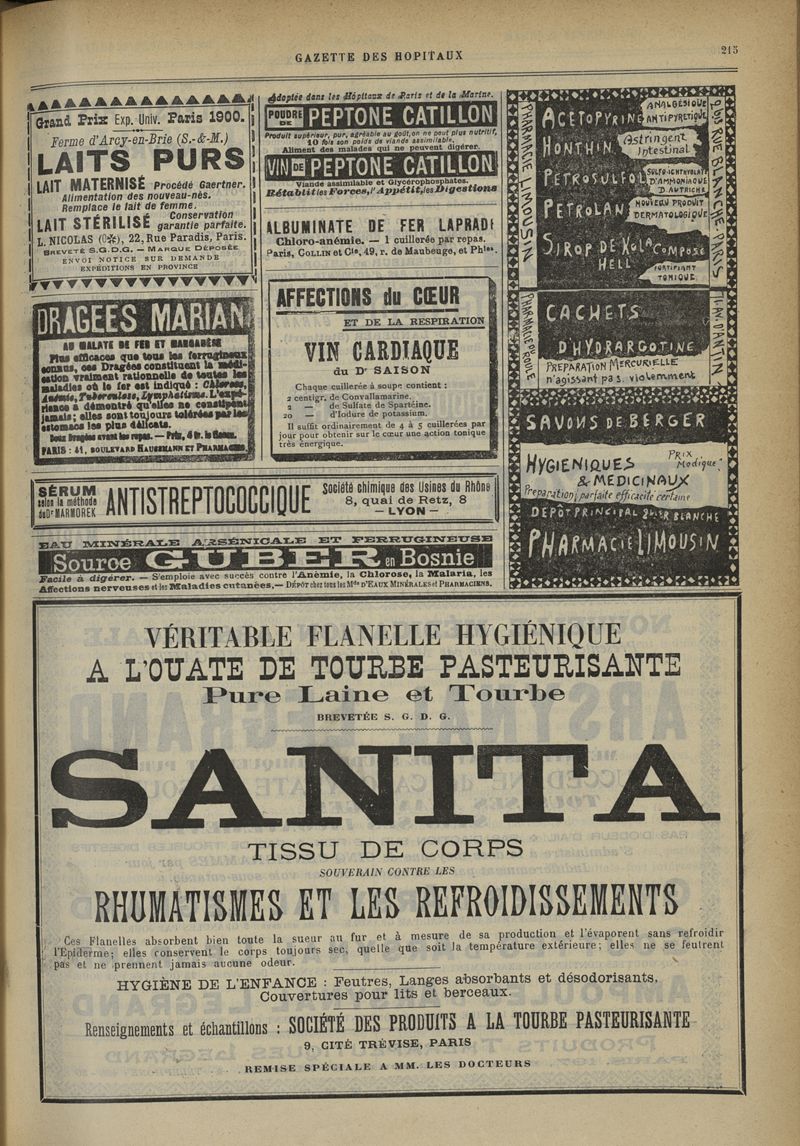 GAZETTE DES HOPITAUX
215
Grand Prix Exp. Univ. Paris 1900.
Ferme d'Arcy-en-Brie (S.-&-M.)
LAITS PURS
LAIT MATERNISÉ Procédé Gaertner.
Alimentation des nouveau-nés.
Remplace le lait de femme.
LAIT STÉRILISÉ Conservation garantie parfaite.
L. NICOLAS (O✻), 22, Rue Paradis, Paris.
BREVETÉ S.G.D.G. — MARQUE DÉPOSÉE
ENVOI NOTICE SUR DEMANDE
EXPÉDITIONS EN PROVINCE
DRAGÉES MARIAN
AU MALATE DE FER ET MANGANÈSE
Plus efficaces que tous les ferrugineux
connus, ces Dragées constituent la médi-
cation vraiment rationnelle de toutes les
maladies où le fer est indiqué : Chlorose,
Anémie, Tuberculose, Lymphatisme. L'expé-
rience a démontré qu'elles ne constipent
jamais; elles sont toujours tolérées par les
estomacs les plus délicats.
Deux Dragées avant les repas. — Prix, 4 fr. le flacon.
PARIS : 41, BOULEVARD HAUSSMANN ET PHARMACIES.
Adoptée dans les Hôpitaux de Paris et de la Marine.
POUDRE DE PEPTONE CATILLON
Produit supérieur, pur, agréable au goût, on ne peut plus nutritif,
10 fois son poids de viande assimilable.
Aliment des malades qui ne peuvent digérer.
VIN DE PEPTONE CATILLON
Viande assimilable et Glycérophosphates.
Rétablit les Forces, l'Appétit, les Digestions
ALBUMINATE DE FER LAPRADE
Chloro-anémie. — 1 cuillerée par repas.
Paris, COLLIN et Cie, 49, r. de Maubeuge, et Phies.
AFFECTIONS du CŒUR
ET DE LA RESPIRATION
VIN CARDIAQUE
du Dr SAISON
Chaque cuillerée à soupe contient :
2 centigr. de Convallamarine.
2 — de Sulfate de Spartéine.
20 — d'Iodure de potassium.
Il suffit ordinairement de 4 à 5 cuillerées par
jour pour obtenir sur le cœur une action tonique
très énergique.
SÉRUM
selon la méthode
du Dr MARMOREK
ANTISTREPTOCOCCIQUE
Société chimique des Usines du Rhône
8, quai de Retz, 8
— LYON —
EAU MINÉRALE ARSÉNICALE ET FERRUGINEUSE
Source GUBER en Bosnie
Facile à digérer. — S'emploie avec succès contre l'Anémie, la Chlorose, la Malaria, les
Affections nerveuses et les Maladies cutanées. — DÉPÔT chez tous les Mds D'EAUX MINÉRALES et PHARMACIENS.
PHARMACIE LIMOUSIN
2 BIS RUE BLANCHE-PARIS
ACÉTOPYRINE
ANALGÉSIQUE
ANTIPYRÉTIQUE
HONTHIN
Astringent
Intestinal
PÉTROSULFOL
SULFO-ICHTHYOLATE
D'AMMONIAQUE
D'AUTRICHE
PETROLAN
NOUVEAU PRODUIT
DERMATOLOGIQUE
SIROP DE KOLA COMPOSÉ
HELL
FORTIFIANT
TONIQUE
PHARMACIE DU ROULE
D'ANTIN
CACHETS
D'HYDRARGOTINE
PREPARATION MERCURIELLE
n'agissant pas violemment
SAVONS DE BERGER
HYGIENIQUES
& MÉDICINAUX
PRIX
Modique!
Preparation parfaite efficacité certaine
DEPOT PRINCIPAL 2 bis R BLANCHE
PHARMACIE LIMOUSIN
VÉRITABLE FLANELLE HYGIÉNIQUE
A L'OUATE DE TOURBE PASTEURISANTE
Pure Laine et Tourbe
BREVETÉE S. G. D. G.
SANITA
TISSU DE CORPS
SOUVERAIN CONTRE LES
RHUMATISMES ET LES REFROIDISSEMENTS
Ces Flanelles absorbent bien toute la sueur au fur et à mesure de sa production et l'évaporent sans refroidir
l'Epiderme; elles conservent le corps toujours sec, quelle que soit la température extérieure; elles ne se feutrent
pas et ne prennent jamais aucune odeur.
HYGIÈNE DE L'ENFANCE : Feutres, Langes absorbants et désodorisants,
Couvertures pour lits et berceaux.
Renseignements et échantillons : SOCIÉTÉ DES PRODUITS A LA TOURBE PASTEURISANTE
9, CITÉ TRÉVISE, PARIS
REMISE SPÉCIALE A MM. LES DOCTEURS